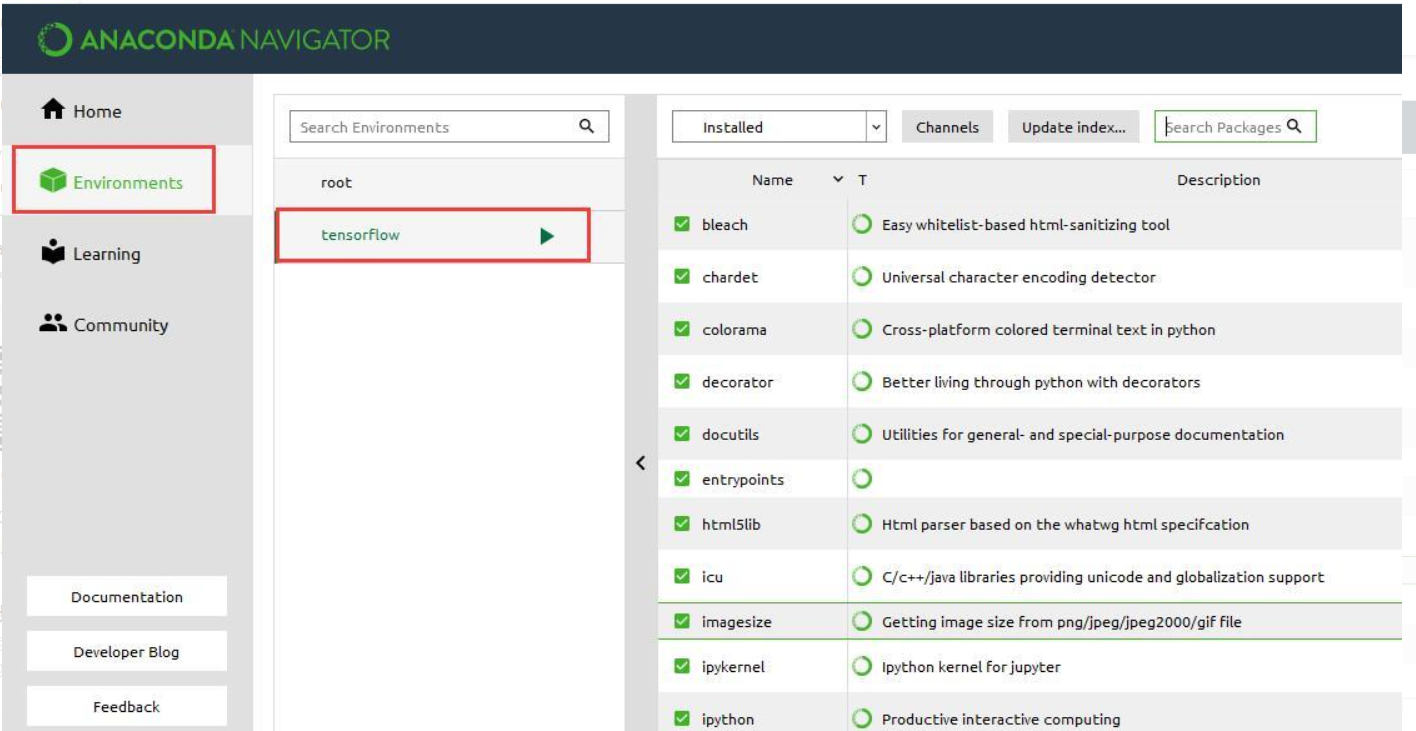 ANACONDA NAVIGATOR
Home
Environments
Learning
Community
Documentation
Developer Blog
Feedback
Search Environments
root
tensorflow
Installed
Channels
Update index...
Search Packages
Name T Description
bleach Easy whitelist-based html-sanitizing tool
chardet Universal character encoding detector
colorama Cross-platform colored terminal text in python
decorator Better living through python with decorators
docutils Utilities for general- and special-purpose documentation
entrypoints
html5lib Html parser based on the whatwg html specifcation
icu C/c++/java libraries providing unicode and globalization support
imagesize Getting image size from png/jpeg/jpeg2000/gif file
ipykernel Ipython kernel for jupyter
ipython Productive interactive computing